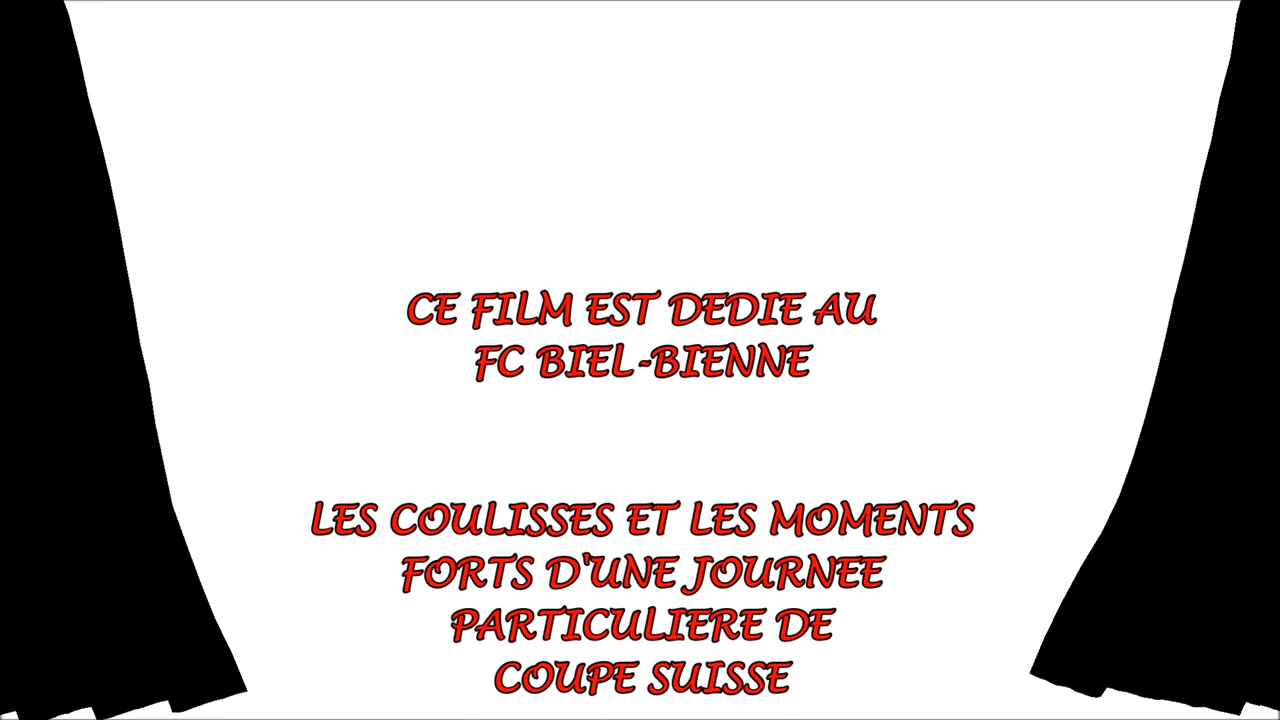 CE FILM EST DEDIE AU
FC BIEL-BIENNE
LES COULISSES ET LES MOMENTS
FORTS D'UNE JOURNEE
PARTICULIERE DE
COUPE SUISSE